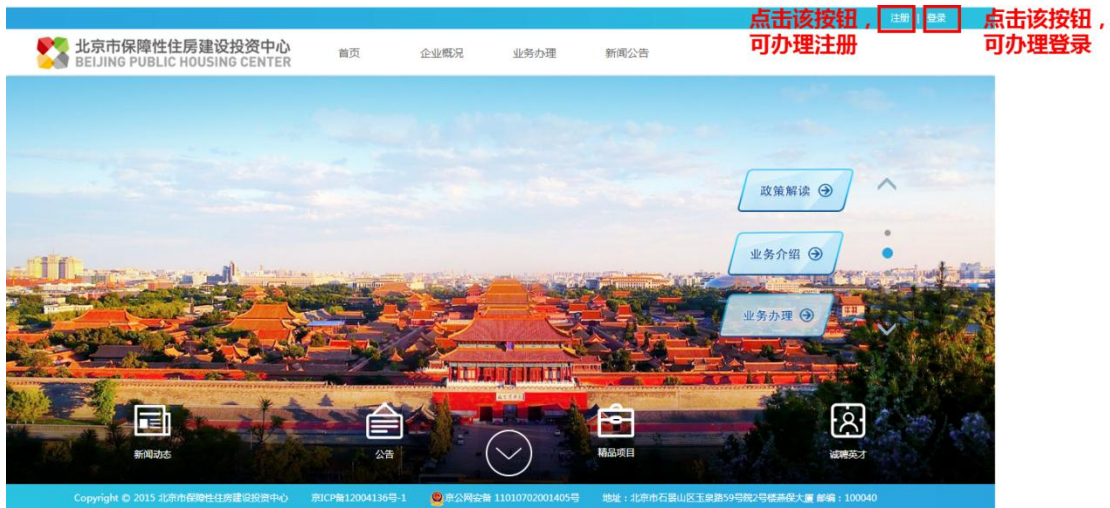 点击该按钮，
可办理注册
注册 | 登录
点击该按钮，
可办理登录
北京市保障性住房建设投资中心
BEIJING PUBLIC HOUSING CENTER
首页 企业概况 业务办理 新闻公告
政策解读
业务介绍
业务办理
新闻动态 公告 精品项目 诚聘英才
Copyright © 2015 北京市保障性住房建设投资中心 京ICP备12004136号-1 京公网安备 11010702001405号 地址：北京市石景山区玉泉路59号院2号楼燕保大厦 邮编：100040